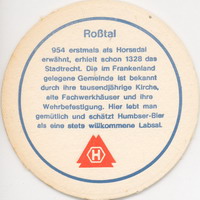 Roßtal
954 erstmals als Horsadal
erwähnt, erhielt schon 1328 das
Stadtrecht. Die im Frankenland
gelegene Gemeinde ist bekannt
durch ihre tausendjährige Kirche,
alte Fachwerkhäuser und ihre
Wehrbefestigung. Hier lebt man
gemütlich und schätzt Humbser-Bier
als eine stets willkommene Labsal.
H